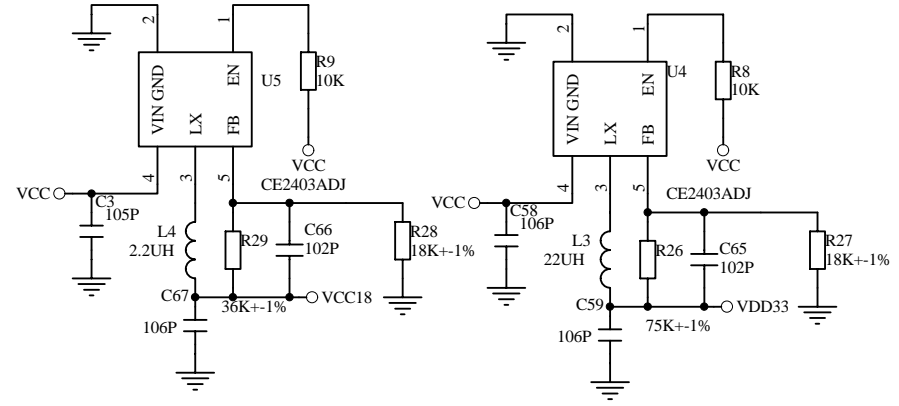 2
1
R9
10K
GND
EN
U5
VIN
LX
FB
VCC
4
3
5
CE2403ADJ
VCC
C3
105P
L4
2.2UH
R29
C66
102P
R28
18K+-1%
C67
36K+-1%
VCC18
106P
2
1
R8
10K
GND
EN
U4
VIN
LX
FB
VCC
4
3
5
CE2403ADJ
VCC
C58
106P
L3
22UH
R26
C65
102P
R27
18K+-1%
C59
75K+-1%
VDD33
106P